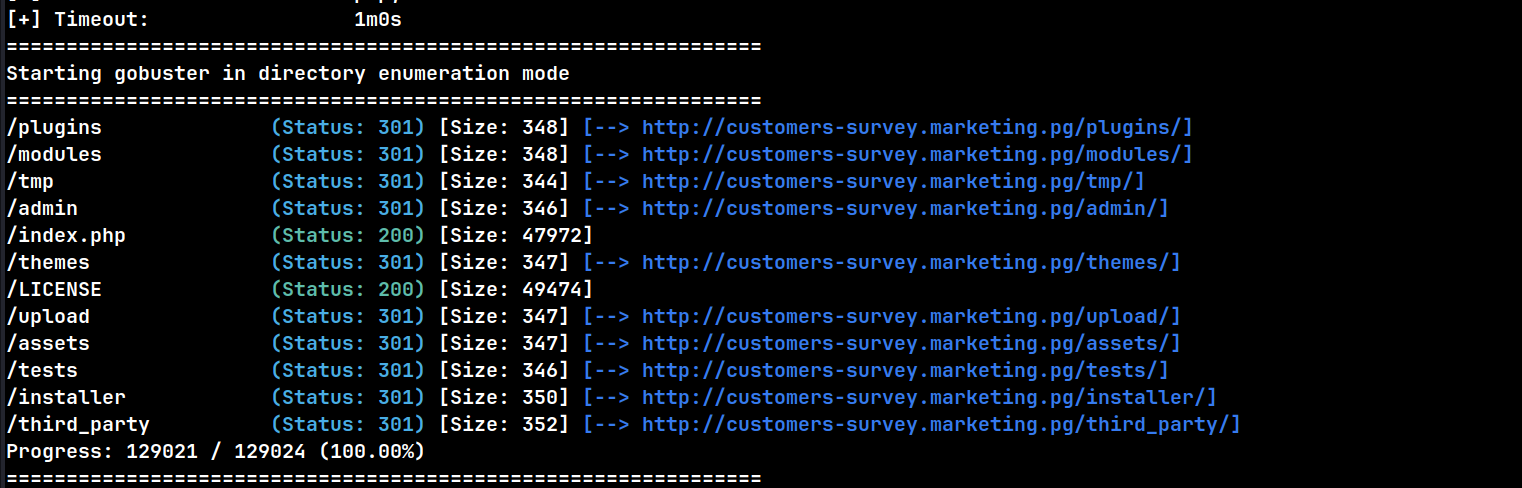 [+] Timeout:                 1m0s
===============================================================
Starting gobuster in directory enumeration mode
===============================================================
/plugins              (Status: 301) [Size: 348] [--> http://customers-survey.marketing.pg/plugins/]
/modules              (Status: 301) [Size: 348] [--> http://customers-survey.marketing.pg/modules/]
/tmp                  (Status: 301) [Size: 344] [--> http://customers-survey.marketing.pg/tmp/]
/admin                (Status: 301) [Size: 346] [--> http://customers-survey.marketing.pg/admin/]
/index.php            (Status: 200) [Size: 47972]
/themes               (Status: 301) [Size: 347] [--> http://customers-survey.marketing.pg/themes/]
/LICENSE              (Status: 200) [Size: 49474]
/upload               (Status: 301) [Size: 347] [--> http://customers-survey.marketing.pg/upload/]
/assets               (Status: 301) [Size: 347] [--> http://customers-survey.marketing.pg/assets/]
/tests                (Status: 301) [Size: 346] [--> http://customers-survey.marketing.pg/tests/]
/installer            (Status: 301) [Size: 350] [--> http://customers-survey.marketing.pg/installer/]
/third_party          (Status: 301) [Size: 352] [--> http://customers-survey.marketing.pg/third_party/]
Progress: 129021 / 129024 (100.00%)
===============================================================